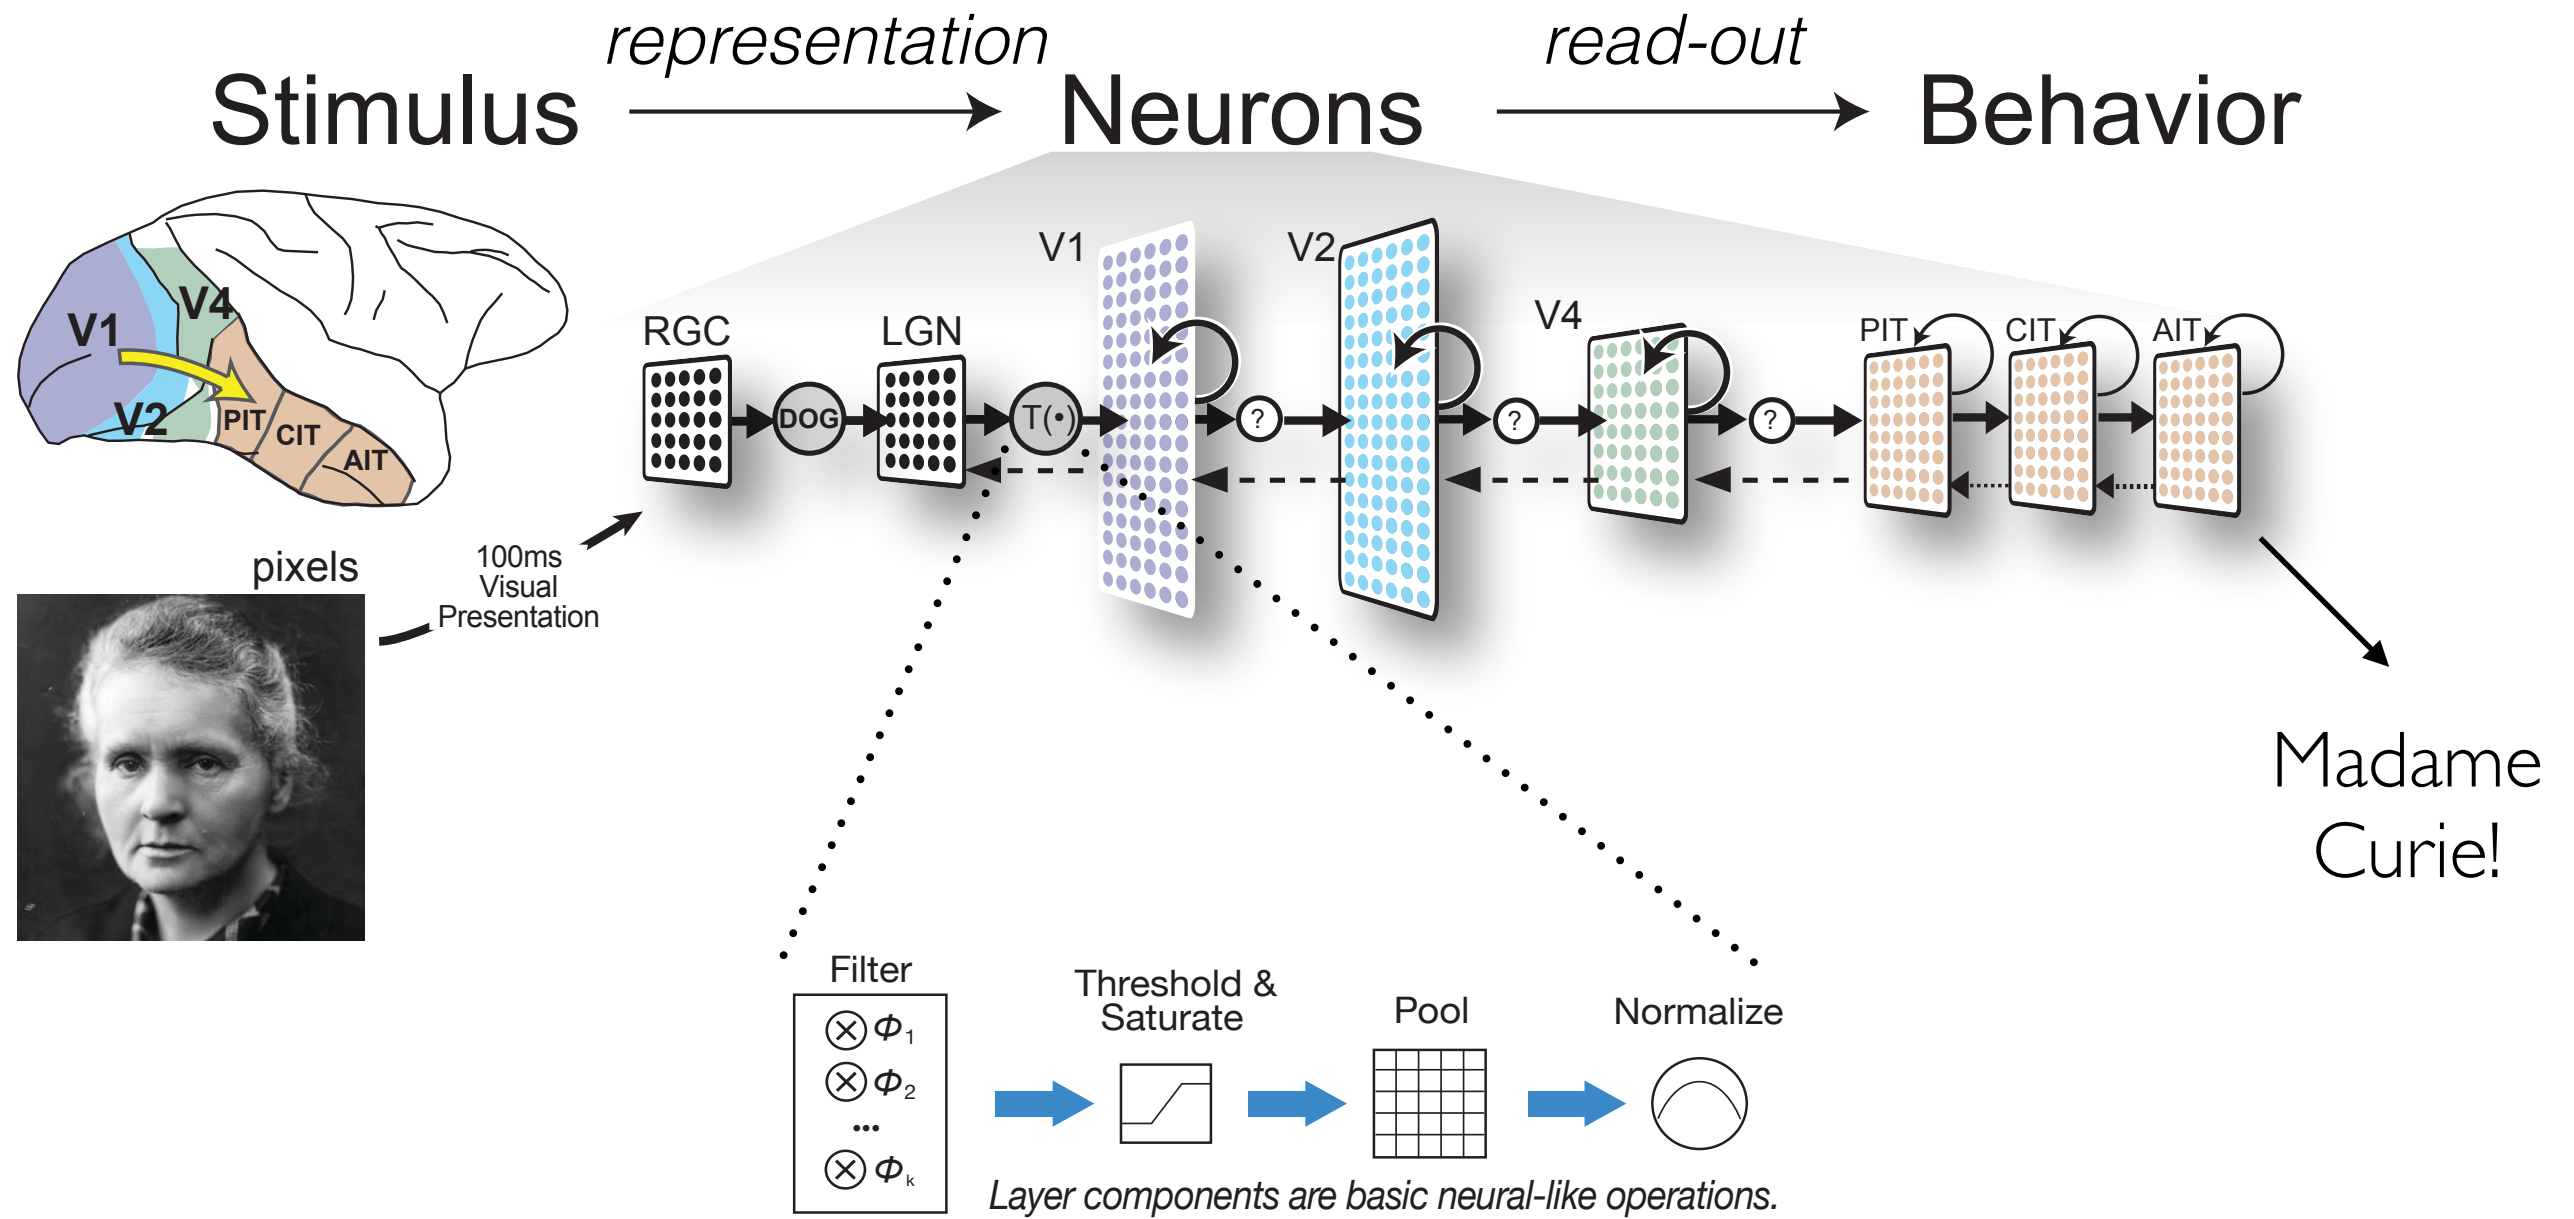 representation
read-out
Stimulus
Neurons
Behavior
V1
V4
V2
PIT
CIT
AIT
RGC
DOG
LGN
T(•)
V1
?
V2
?
V4
?
PIT
CIT
AIT
pixels
100ms
Visual
Presentation
Madame
Curie!
Filter
Φ1
Φ2
...
Φk
Threshold &
Saturate
Pool
Normalize
Layer components are basic neural-like operations.